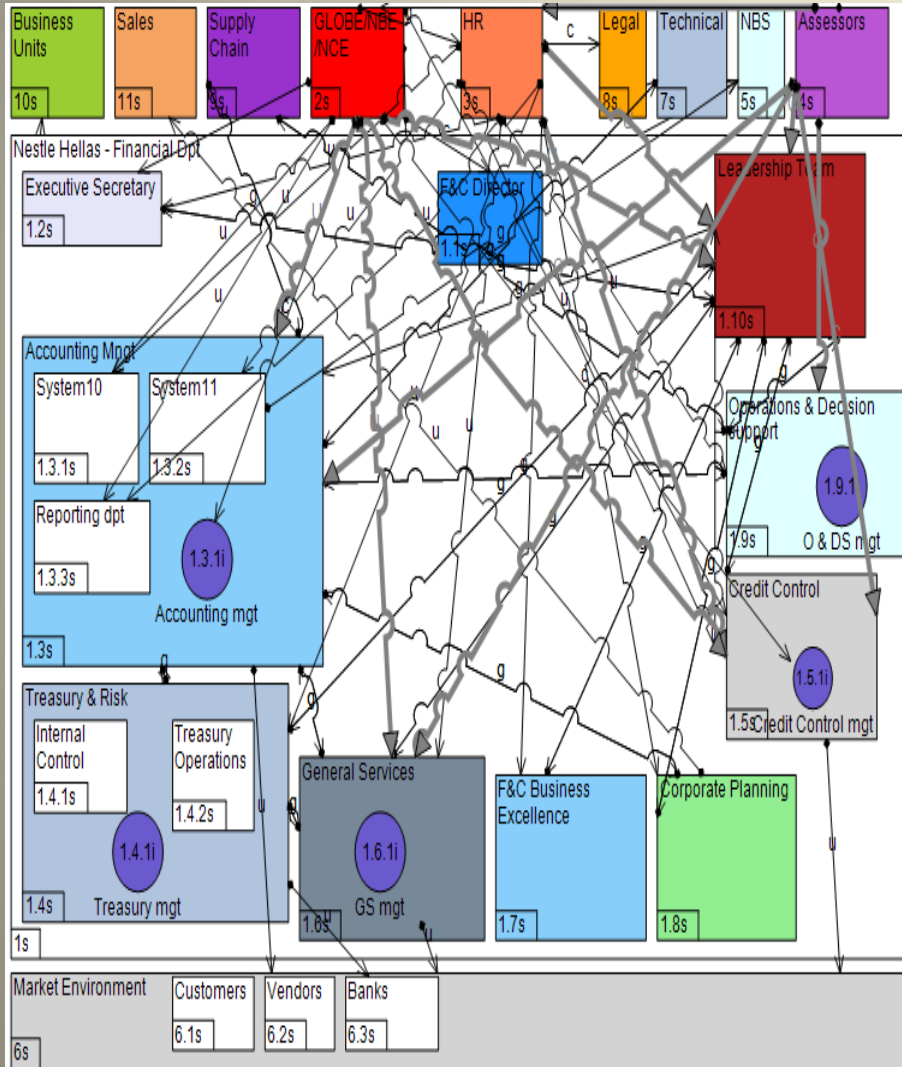 Business
Units
10s
Sales
11s
Supply
Chain
9s
GLOBE/NBE
/NCE
2s
HR
3s
c
Legal
8s
Technical
7s
NBS
5s
Assessors
4s
Nestle Hellas - Financial Dpt
Executive Secretary
1.2s
F&C Director
1.1s
Leadership Team
1.10s
u
u
u
u
u
u
u
g
g
g
g
g
Accounting Mngt
System10
1.3.1s
System11
1.3.2s
Reporting dpt
1.3.3s
1.3.1i
Accounting mgt
1.3s
u
u
g
g
g
g
g
Operations & Decision
support
1.9.1
1.9s
O & DS mgt
Credit Control
1.5.1i
1.5s
Credit Control mgt
g
g
g
Treasury & Risk
Internal
Control
1.4.1s
Treasury
Operations
1.4.2s
1.4.1i
Treasury mgt
1.4s
u
g
General Services
1.6.1i
GS mgt
1.6s
u
u
F&C Business
Excellence
1.7s
Corporate Planning
1.8s
u
1s
Market Environment
6s
Customers
6.1s
Vendors
6.2s
Banks
6.3s